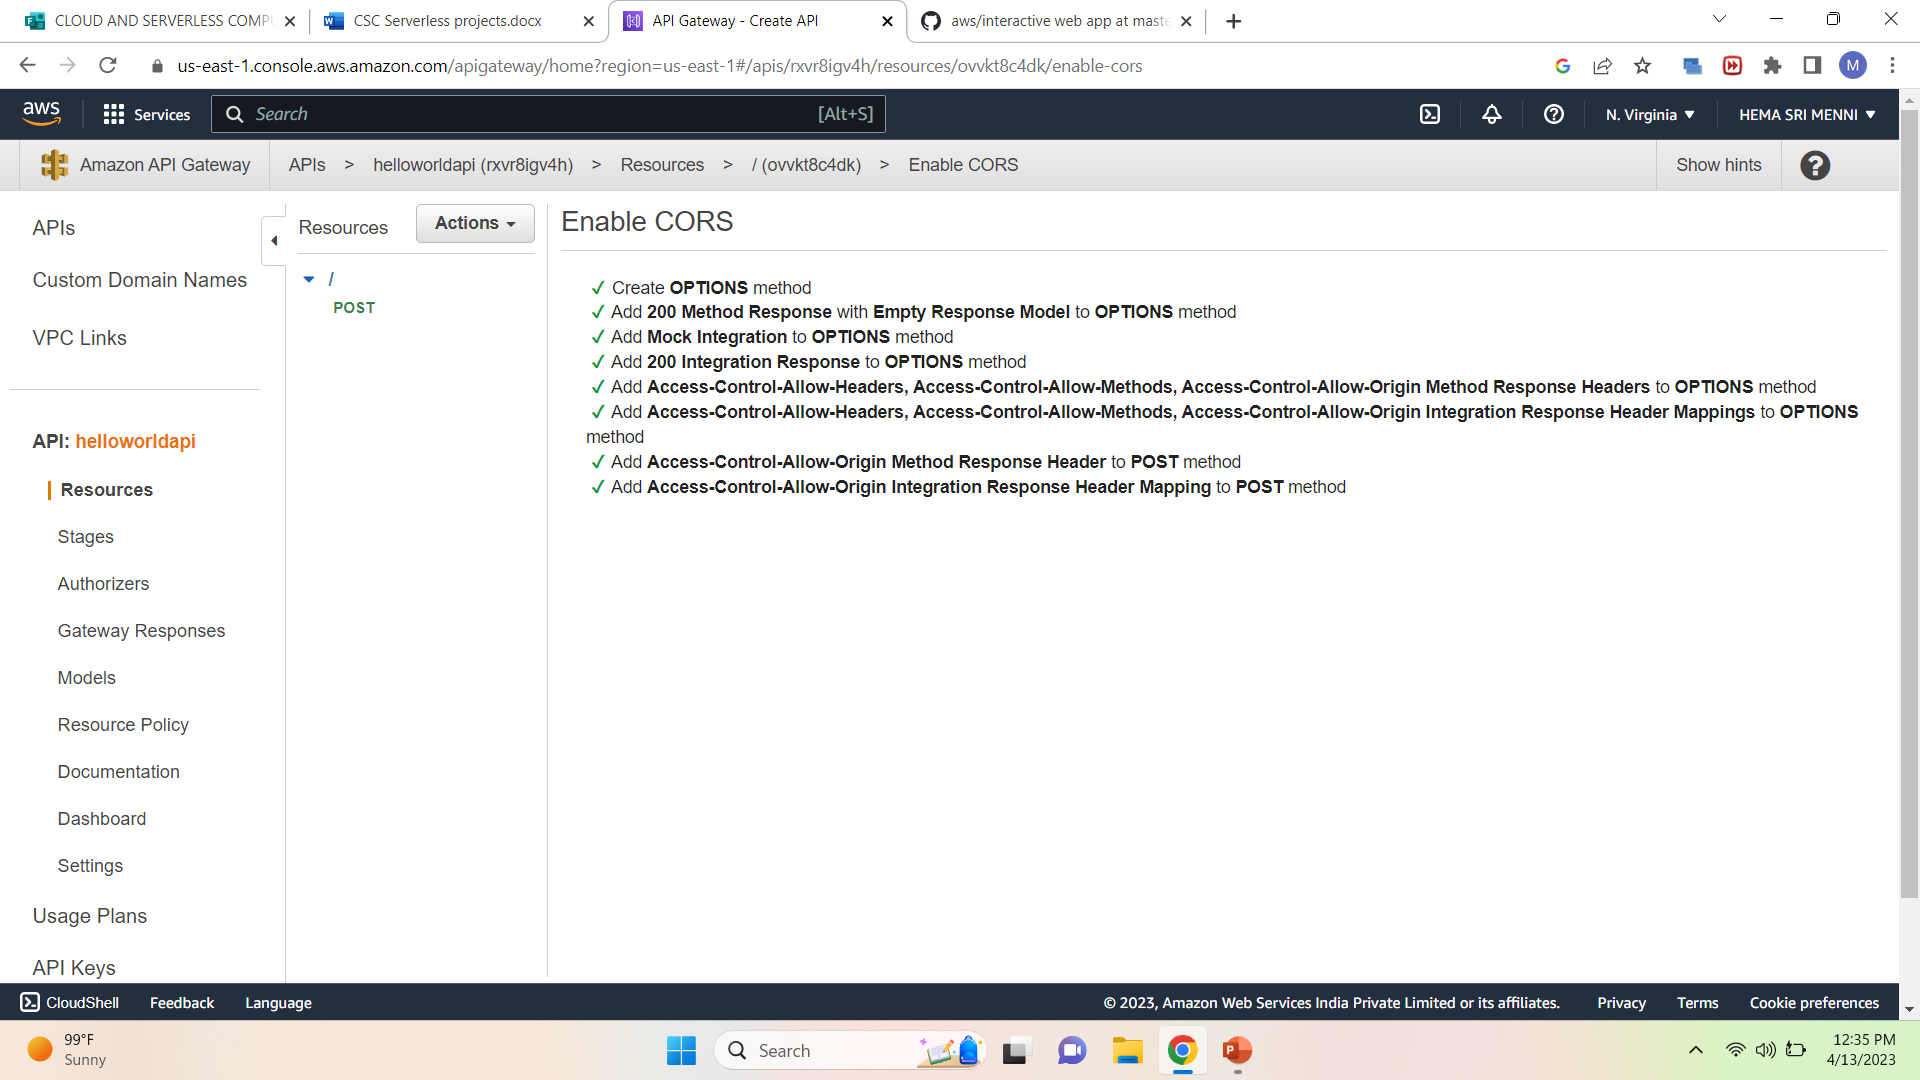 CLOUD AND SERVERLESS COMP
CSC Serverless projects.docx
API Gateway - Create API
aws/interactive web app at maste
us-east-1.console.aws.amazon.com/apigateway/home?region=us-east-1#/apis/rxvr8igv4h/resources/ovvkt8c4dk/enable-cors
M
aws
Services
Search
[Alt+S]
N. Virginia
HEMA SRI MENNI
Amazon API Gateway
APIs > helloworldapi (rxvr8igv4h) > Resources > / (ovvkt8c4dk) > Enable CORS
Show hints
APIs
Custom Domain Names
VPC Links
API: helloworldapi
Resources
Stages
Authorizers
Gateway Responses
Models
Resource Policy
Documentation
Dashboard
Settings
Usage Plans
API Keys
Resources
Actions
/
POST
Enable CORS
✓ Create OPTIONS method
✓ Add 200 Method Response with Empty Response Model to OPTIONS method
✓ Add Mock Integration to OPTIONS method
✓ Add 200 Integration Response to OPTIONS method
✓ Add Access-Control-Allow-Headers, Access-Control-Allow-Methods, Access-Control-Allow-Origin Method Response Headers to OPTIONS method
✓ Add Access-Control-Allow-Headers, Access-Control-Allow-Methods, Access-Control-Allow-Origin Integration Response Header Mappings to OPTIONS
method
✓ Add Access-Control-Allow-Origin Method Response Header to POST method
✓ Add Access-Control-Allow-Origin Integration Response Header Mapping to POST method
CloudShell
Feedback
Language
© 2023, Amazon Web Services India Private Limited or its affiliates.
Privacy
Terms
Cookie preferences
99°F
Sunny
Search
12:35 PM
4/13/2023